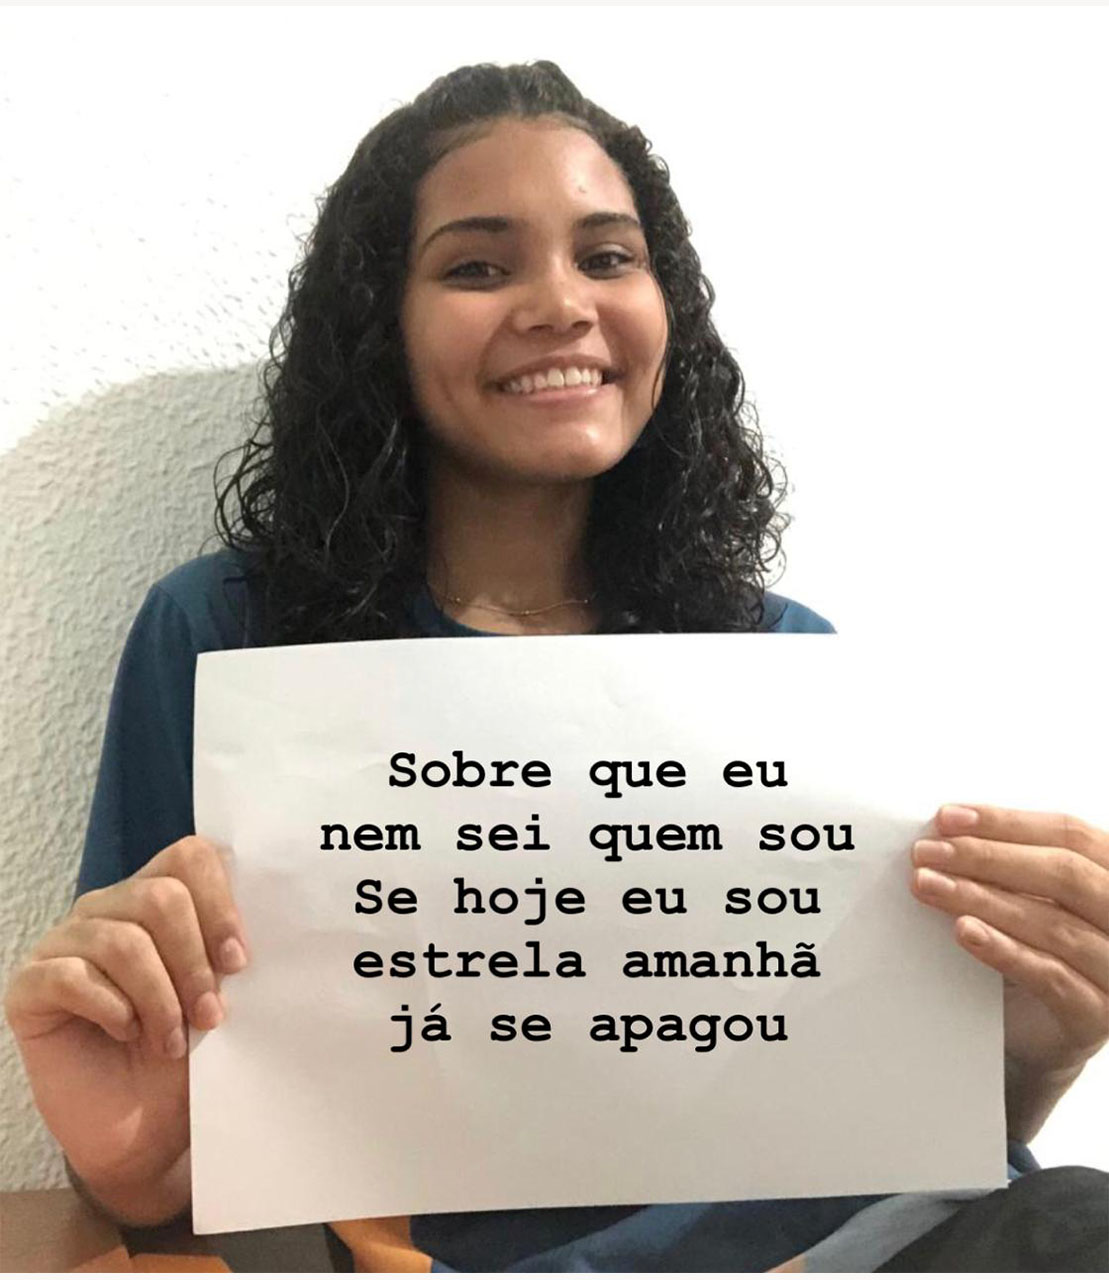 Sobre que eu
nem sei quem sou
Se hoje eu sou
estrela amanhã
já se apagou